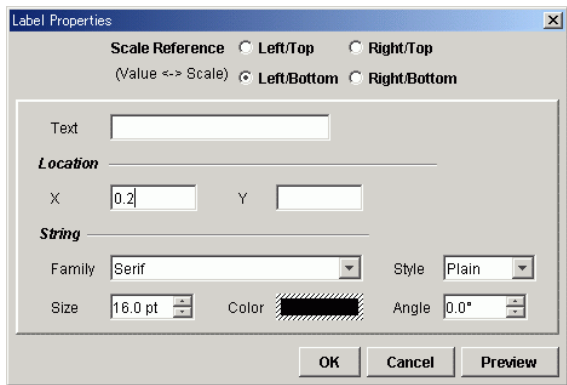 Label Properties
Scale Reference Left/Top Right/Top
(Value <-> Scale) Left/Bottom Right/Bottom
Text
Location
X 0.2 Y
String
Family Serif Style Plain
Size 16.0 pt Color Angle 0.0°
OK Cancel Preview